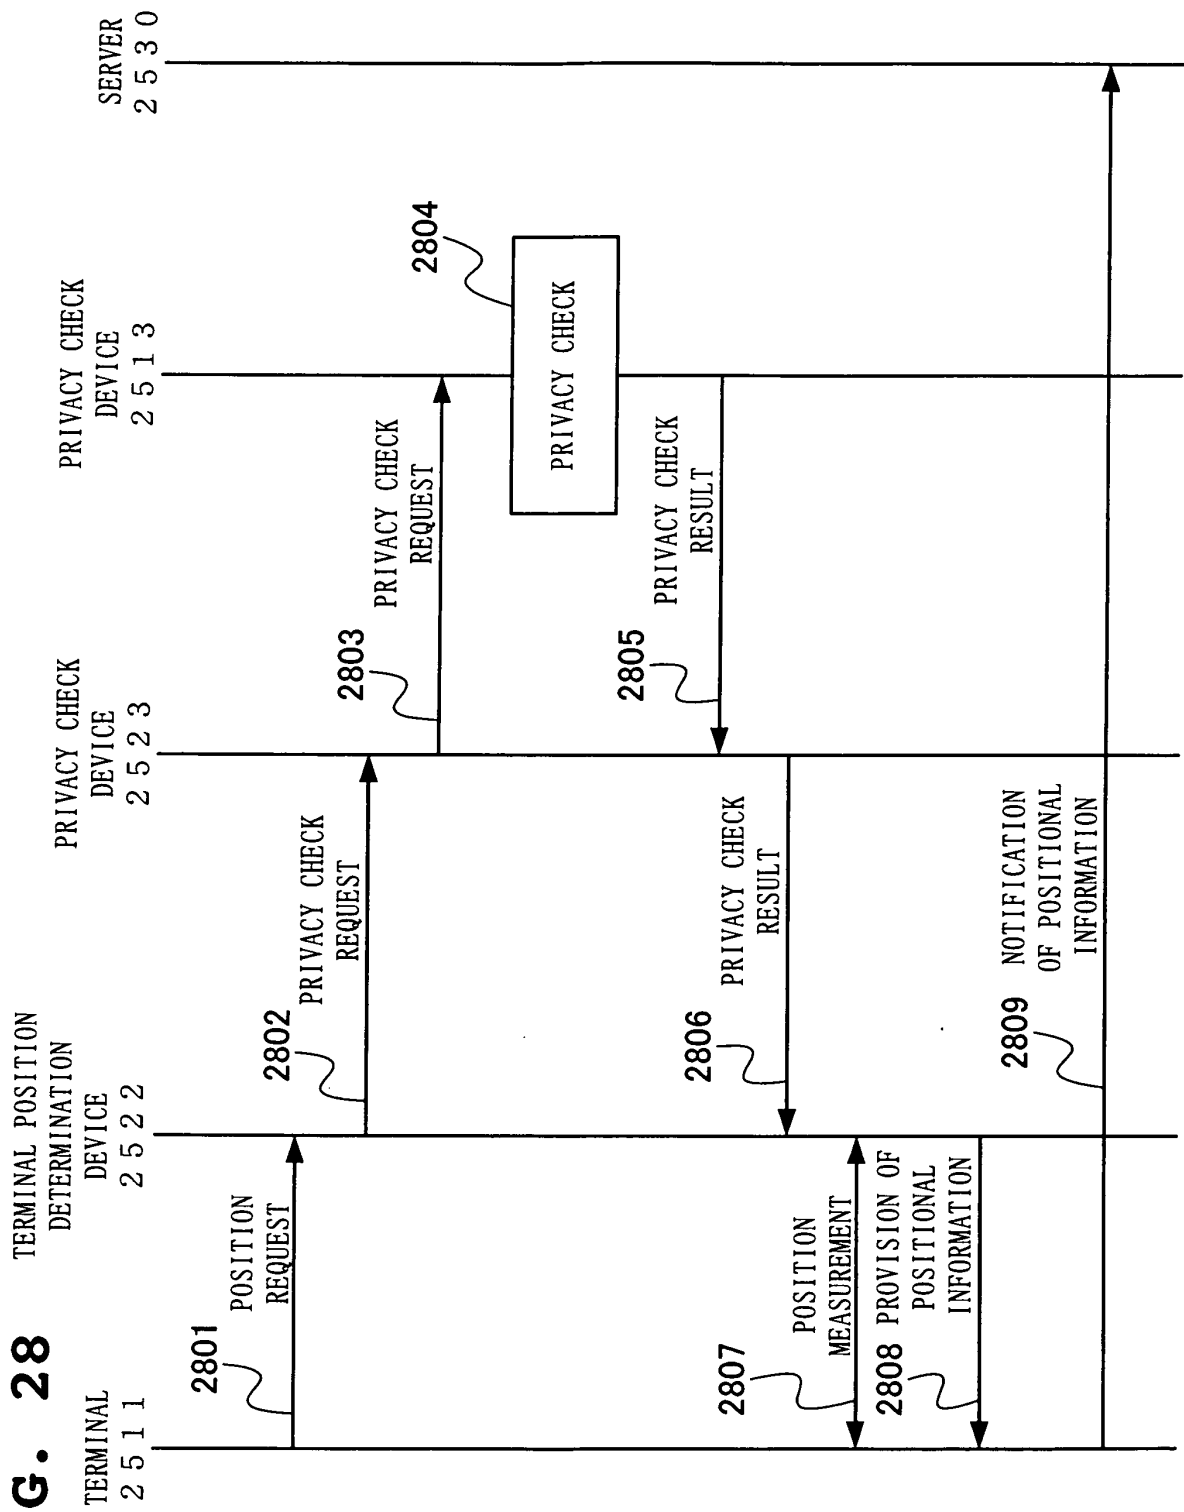 G. 28
TERMINAL
2511
TERMINAL POSITION
DETERMINATION
DEVICE
2522
PRIVACY CHECK
DEVICE
2523
PRIVACY CHECK
DEVICE
2513
SERVER
2530
2801
POSITION
REQUEST
2802
PRIVACY CHECK
REQUEST
2803
PRIVACY CHECK
REQUEST
2804
PRIVACY CHECK
2805
PRIVACY CHECK
RESULT
2806
PRIVACY CHECK
RESULT
2807
POSITION
MEASUREMENT
2808
PROVISION OF
POSITIONAL
INFORMATION
2809
NOTIFICATION
OF POSITIONAL
INFORMATION